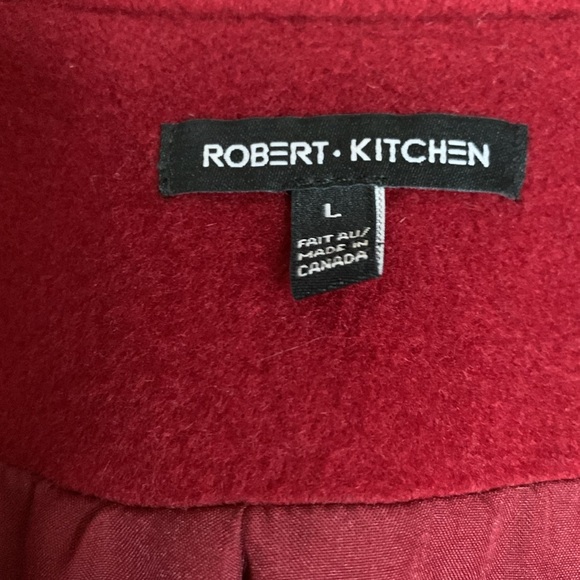 ROBERT • KITCHEN
L
FAIT AU/
MADE IN
CANADA